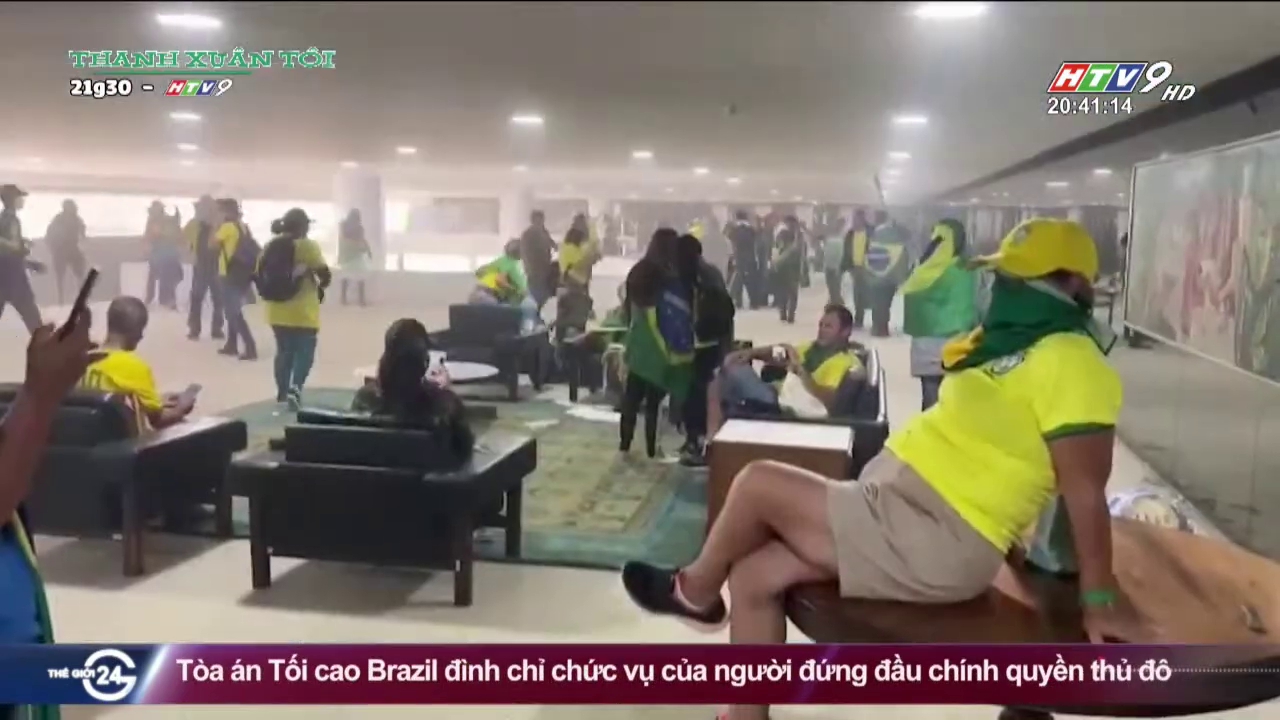 THANH XUÂN TÔI
21g30 - HTV9
HTV9 HD
20:41:14
THẾ GIỚI 24G
Tòa án Tối cao Brazil đình chỉ chức vụ của người đứng đầu chính quyền thủ đô